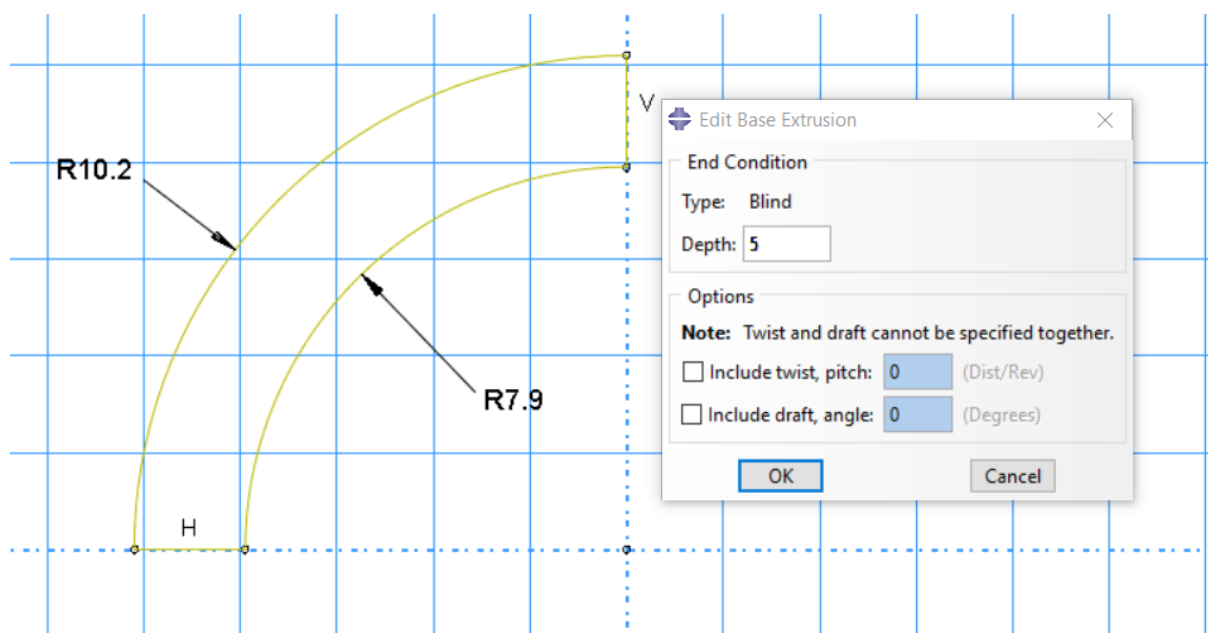 V
R10.2
R7.9
H
Edit Base Extrusion
End Condition
Type: Blind
Depth: 5
Options
Note: Twist and draft cannot be specified together.
Include twist, pitch: 0 (Dist/Rev)
Include draft, angle: 0 (Degrees)
OK Cancel